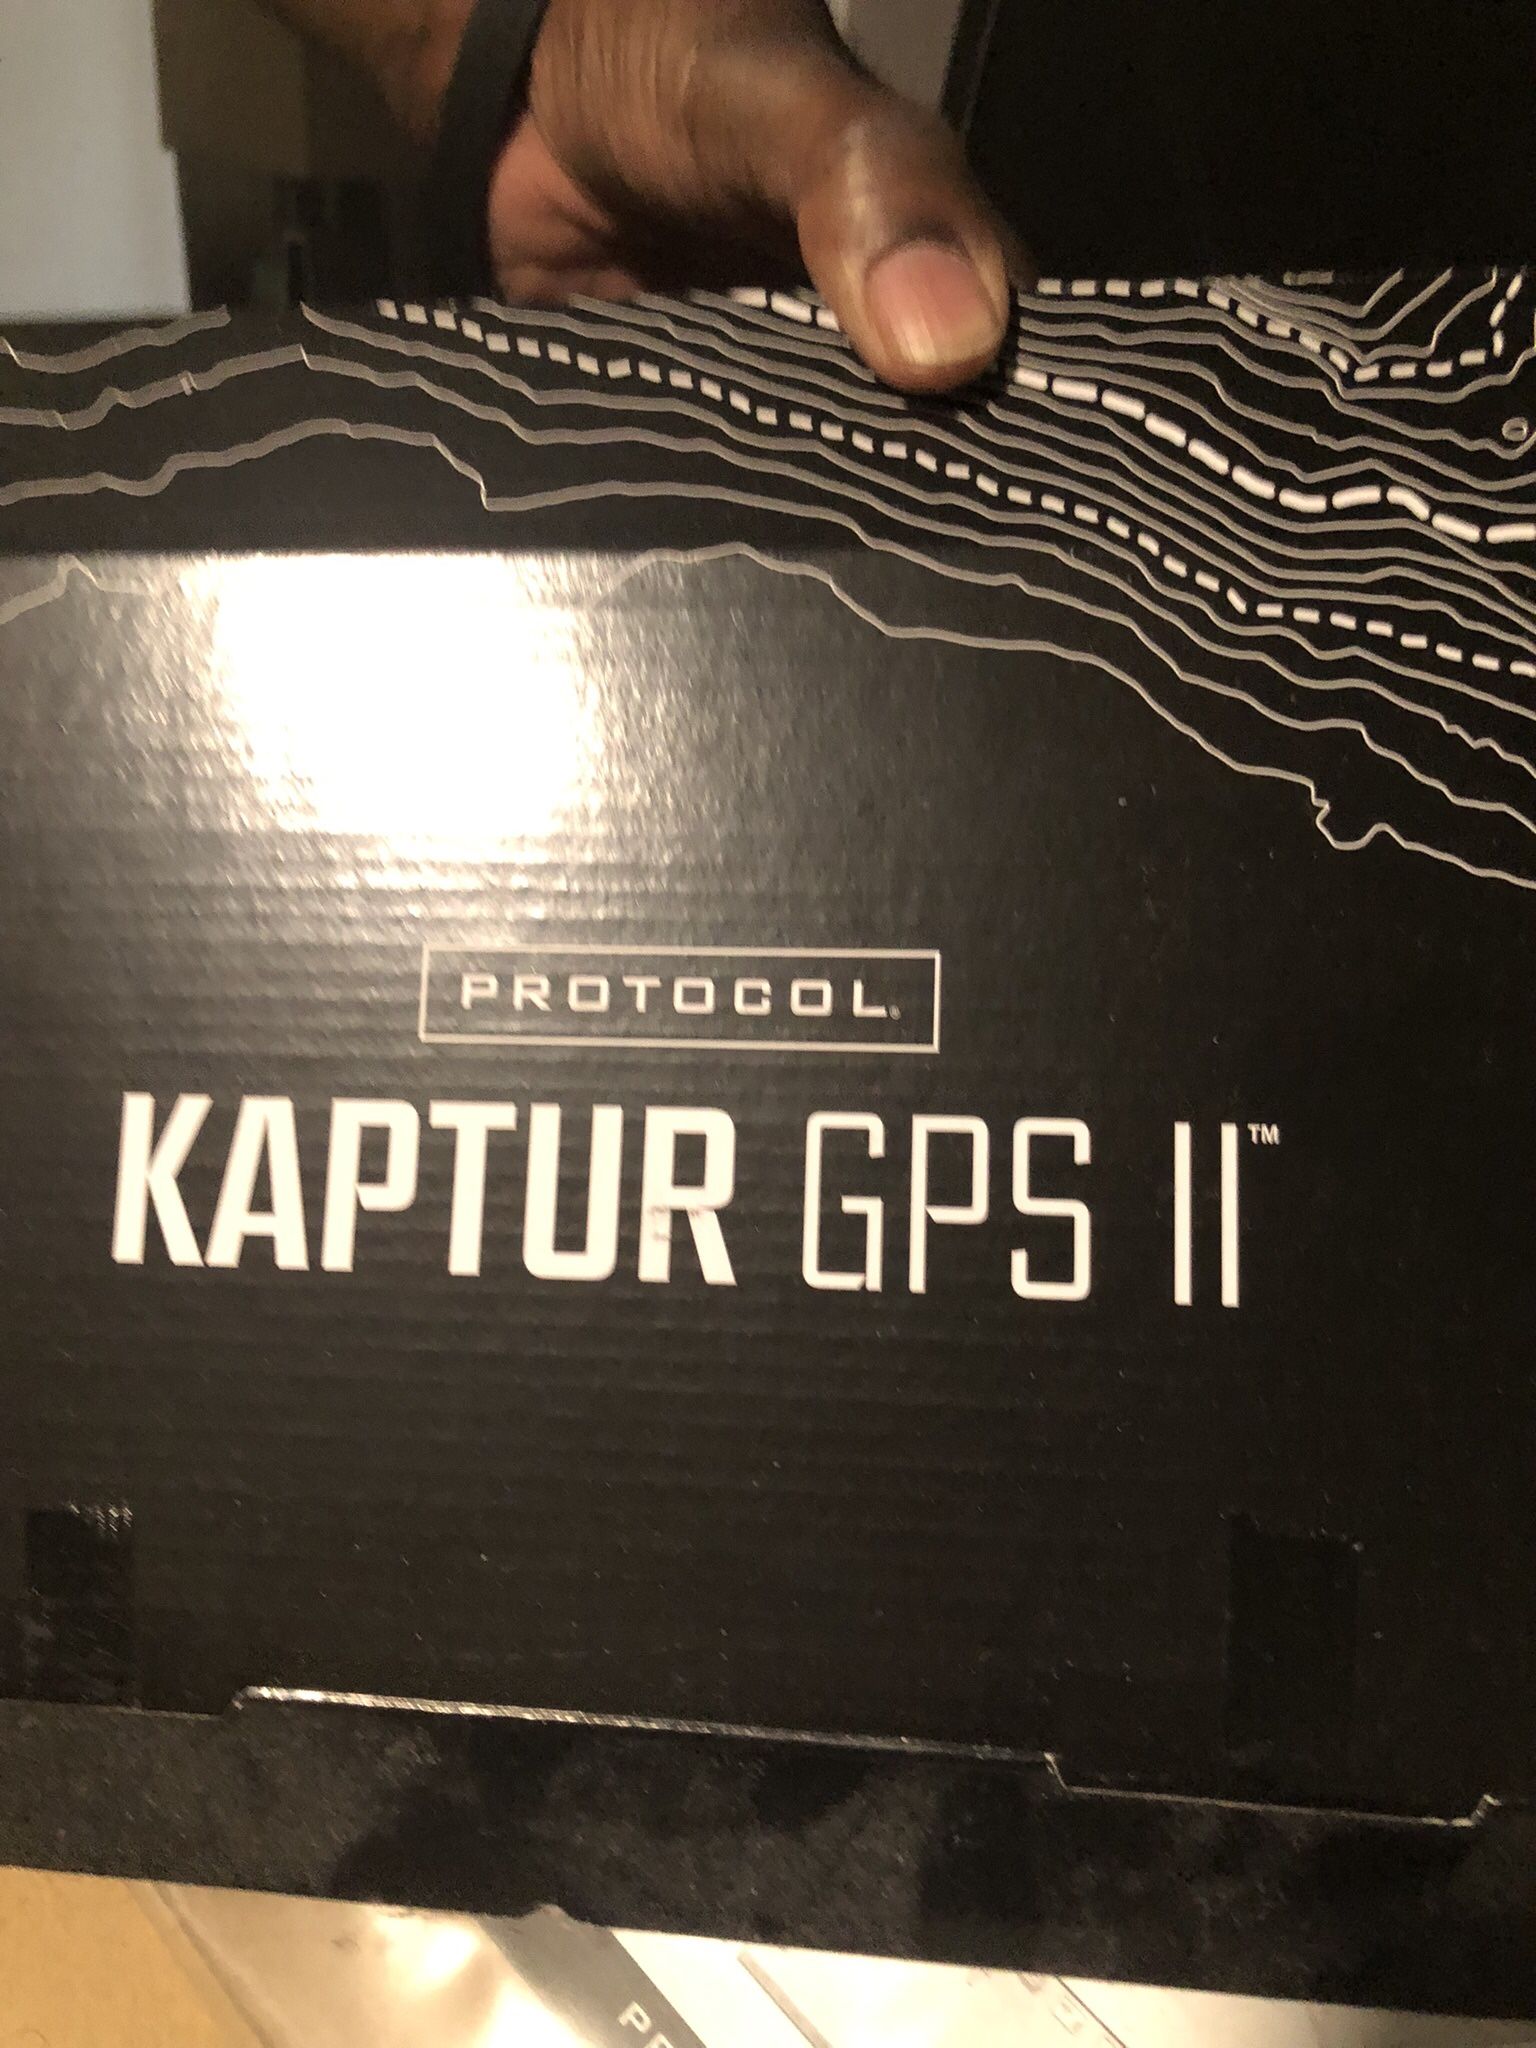 PROTOCOL®
KAPTUR GPS II™